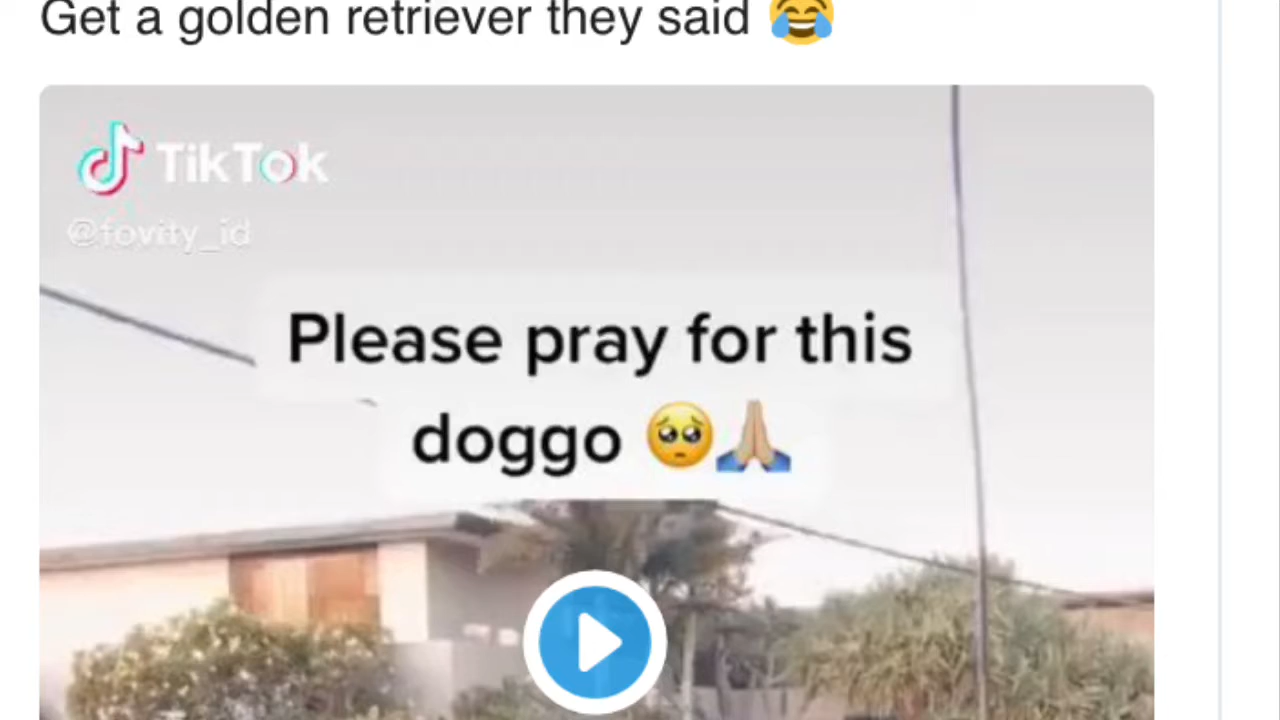 Get a golden retriever they said 😂
TikTok
@fovity_id
Please pray for this
doggo 🥺🙏🏼